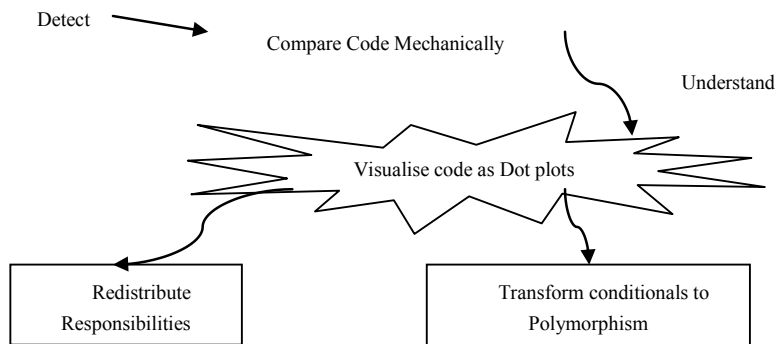 Detect
Compare Code Mechanically
Understand
Visualise code as Dot plots
Redistribute
Responsibilities
Transform conditionals to
Polymorphism